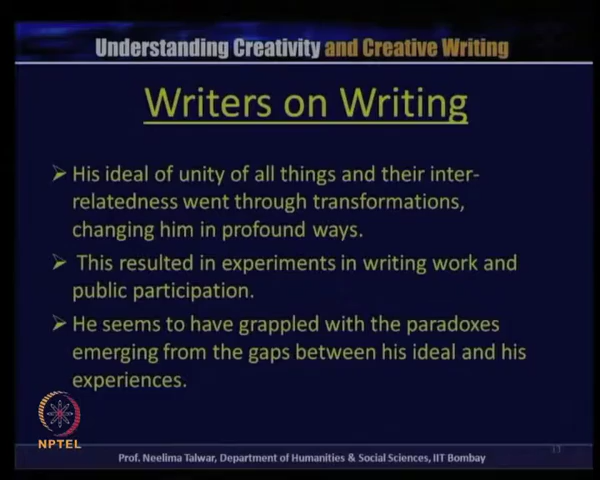 Understanding Creativity and Creative Writing
Writers on Writing
➤ His ideal of unity of all things and their inter-
relatedness went through transformations,
changing him in profound ways.
➤ This resulted in experiments in writing work and
public participation.
➤ He seems to have grappled with the paradoxes
emerging from the gaps between his ideal and his
experiences.
NPTEL
Prof. Neelima Talwar, Department of Humanities & Social Sciences, IIT Bombay